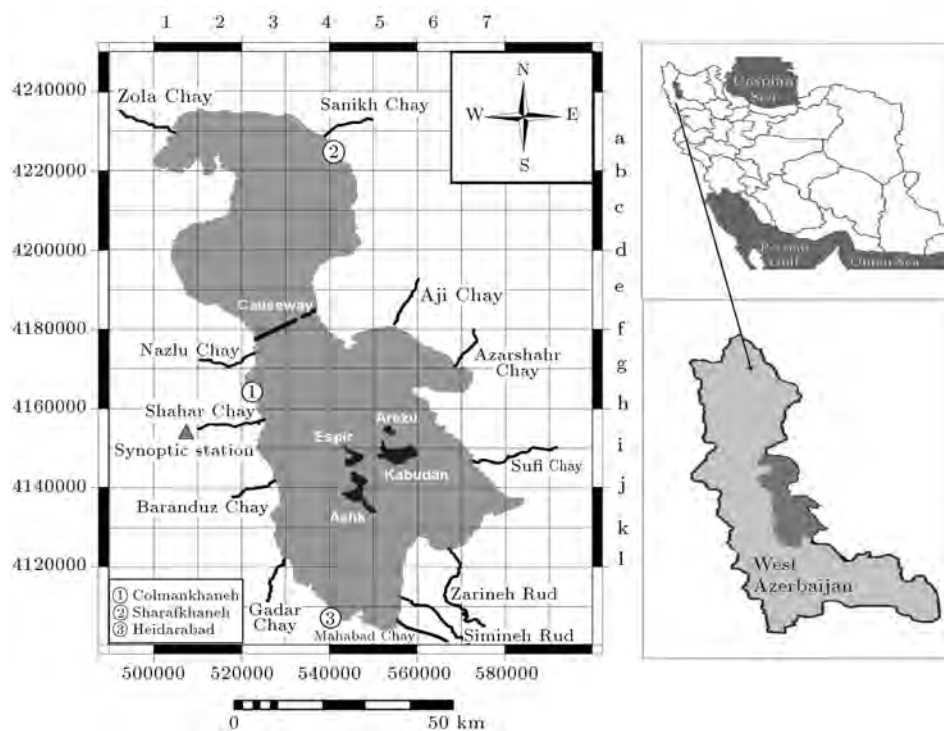 1 2 3 4 5 6 7
4240000
4220000
4200000
4180000
4160000
4140000
4120000
Zola Chay
Sanikh Chay
N
W E
S
2
a
b
c
d
e
f
g
h
i
j
k
l
Causeway
Aji Chay
Nazlu Chay
Azarshahr
Chay
1
Shahar Chay
Synoptic station
Arezu
Espir
Kabudan
Sufi Chay
Baranduz Chay
Ashk
Gadar
Chay
3
Mahabad Chay
Zarineh Rud
Simineh Rud
1 Colmankhaneh
2 Sharafkhaneh
3 Heidarabad
500000 520000 540000 560000 580000
0 50 km
Caspian
Sea
Persian
Gulf
Oman Sea
West
Azerbaijan